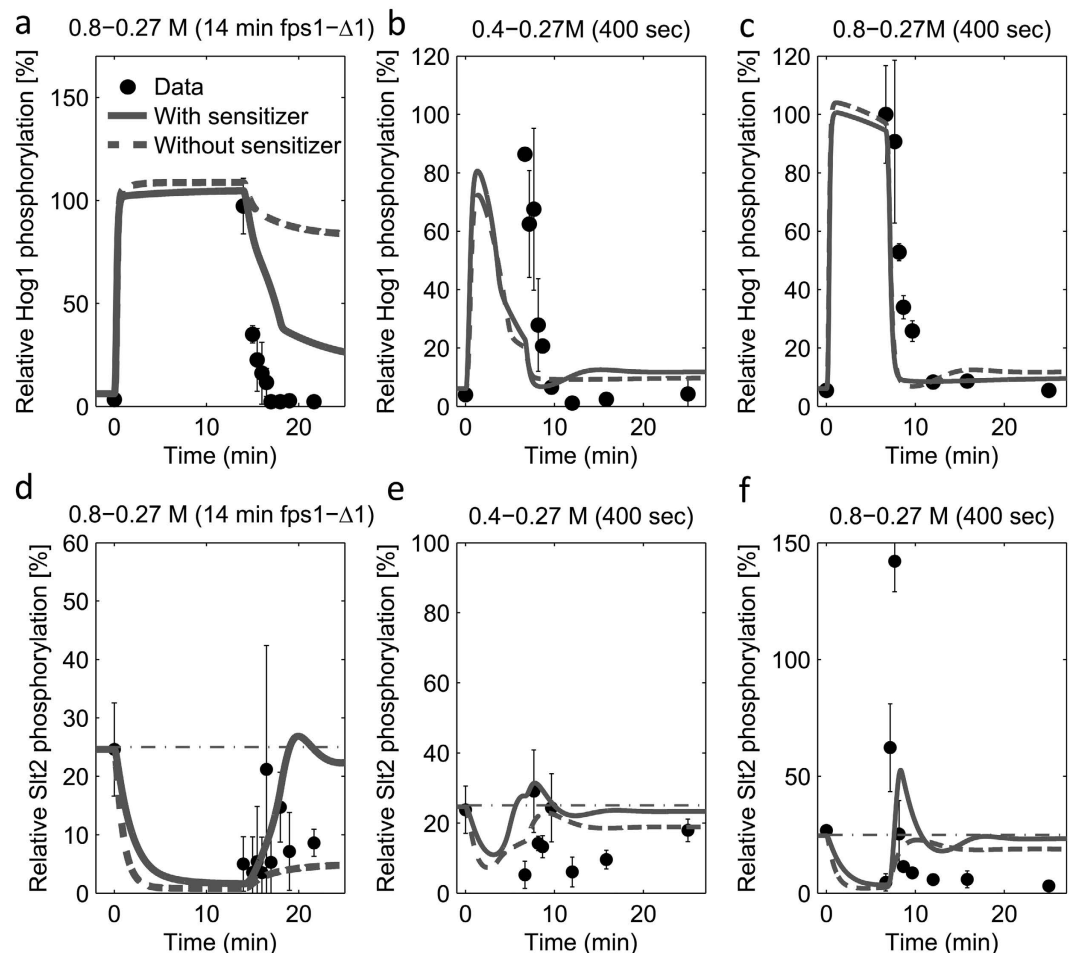 a
0.8−0.27 M (14 min fps1−Δ1)
Relative Hog1 phosphorylation [%]
150
100
50
0
Data
With sensitizer
Without sensitizer
0 10 20
Time (min)
b
0.4−0.27M (400 sec)
Relative Hog1 phosphorylation [%]
120
100
80
60
40
20
0
0 10 20
Time (min)
c
0.8−0.27M (400 sec)
Relative Hog1 phosphorylation [%]
120
100
80
60
40
20
0
0 10 20
Time (min)
d
0.8−0.27 M (14 min fps1−Δ1)
Relative Slt2 phosphorylation [%]
60
50
40
30
20
10
0
0 10 20
Time (min)
e
0.4−0.27 M (400 sec)
Relative Slt2 phosphorylation [%]
100
80
60
40
20
0
0 10 20
Time (min)
f
0.8−0.27 M (400 sec)
Relative Slt2 phosphorylation [%]
150
100
50
0
0 10 20
Time (min)